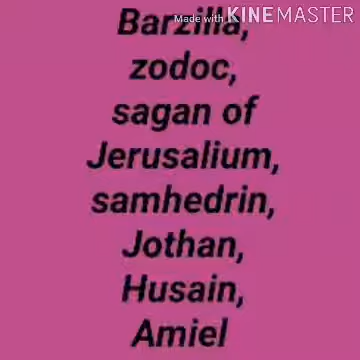 Made with KINEMASTER
Barzilla,
zodoc,
sagan of
Jerusalium,
samhedrin,
Jothan,
Husain,
Amiel